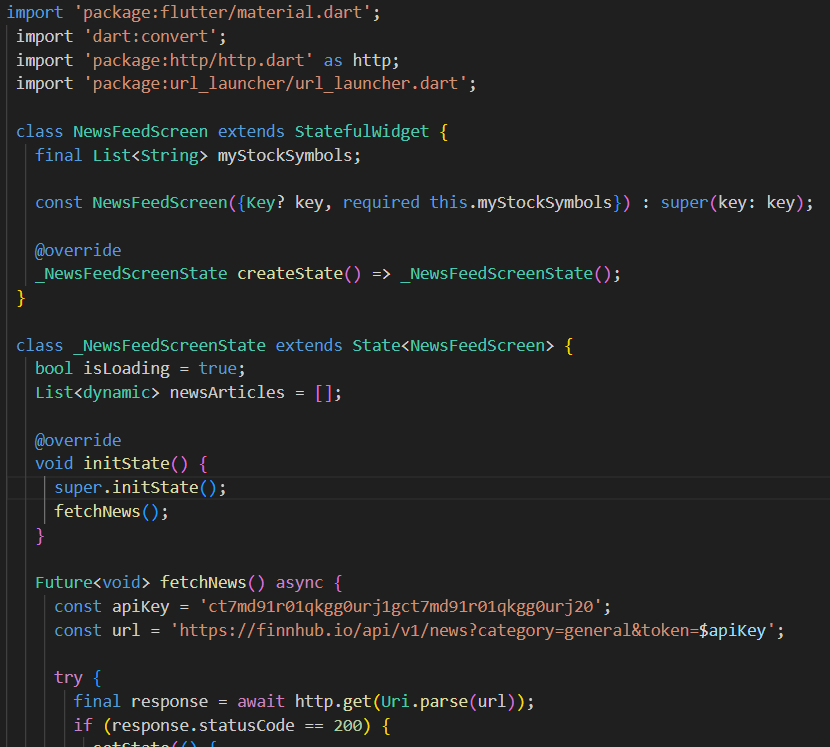 import 'package:flutter/material.dart';
import 'dart:convert';
import 'package:http/http.dart' as http;
import 'package:url_launcher/url_launcher.dart';
class NewsFeedScreen extends StatefulWidget {
final List<String> myStockSymbols;
const NewsFeedScreen({Key? key, required this.myStockSymbols}) : super(key: key);
@override
_NewsFeedScreenState createState() => _NewsFeedScreenState();
}
class _NewsFeedScreenState extends State<NewsFeedScreen> {
bool isLoading = true;
List<dynamic> newsArticles = [];
@override
void initState() {
super.initState();
fetchNews();
}
Future<void> fetchNews() async {
const apiKey = 'ct7md91r01qkgg0urj1gct7md91r01qkgg0urj20';
const url = 'https://finnhub.io/api/v1/news?category=general&token=$apiKey';
try {
final response = await http.get(Uri.parse(url));
if (response.statusCode == 200) {
setState(() {